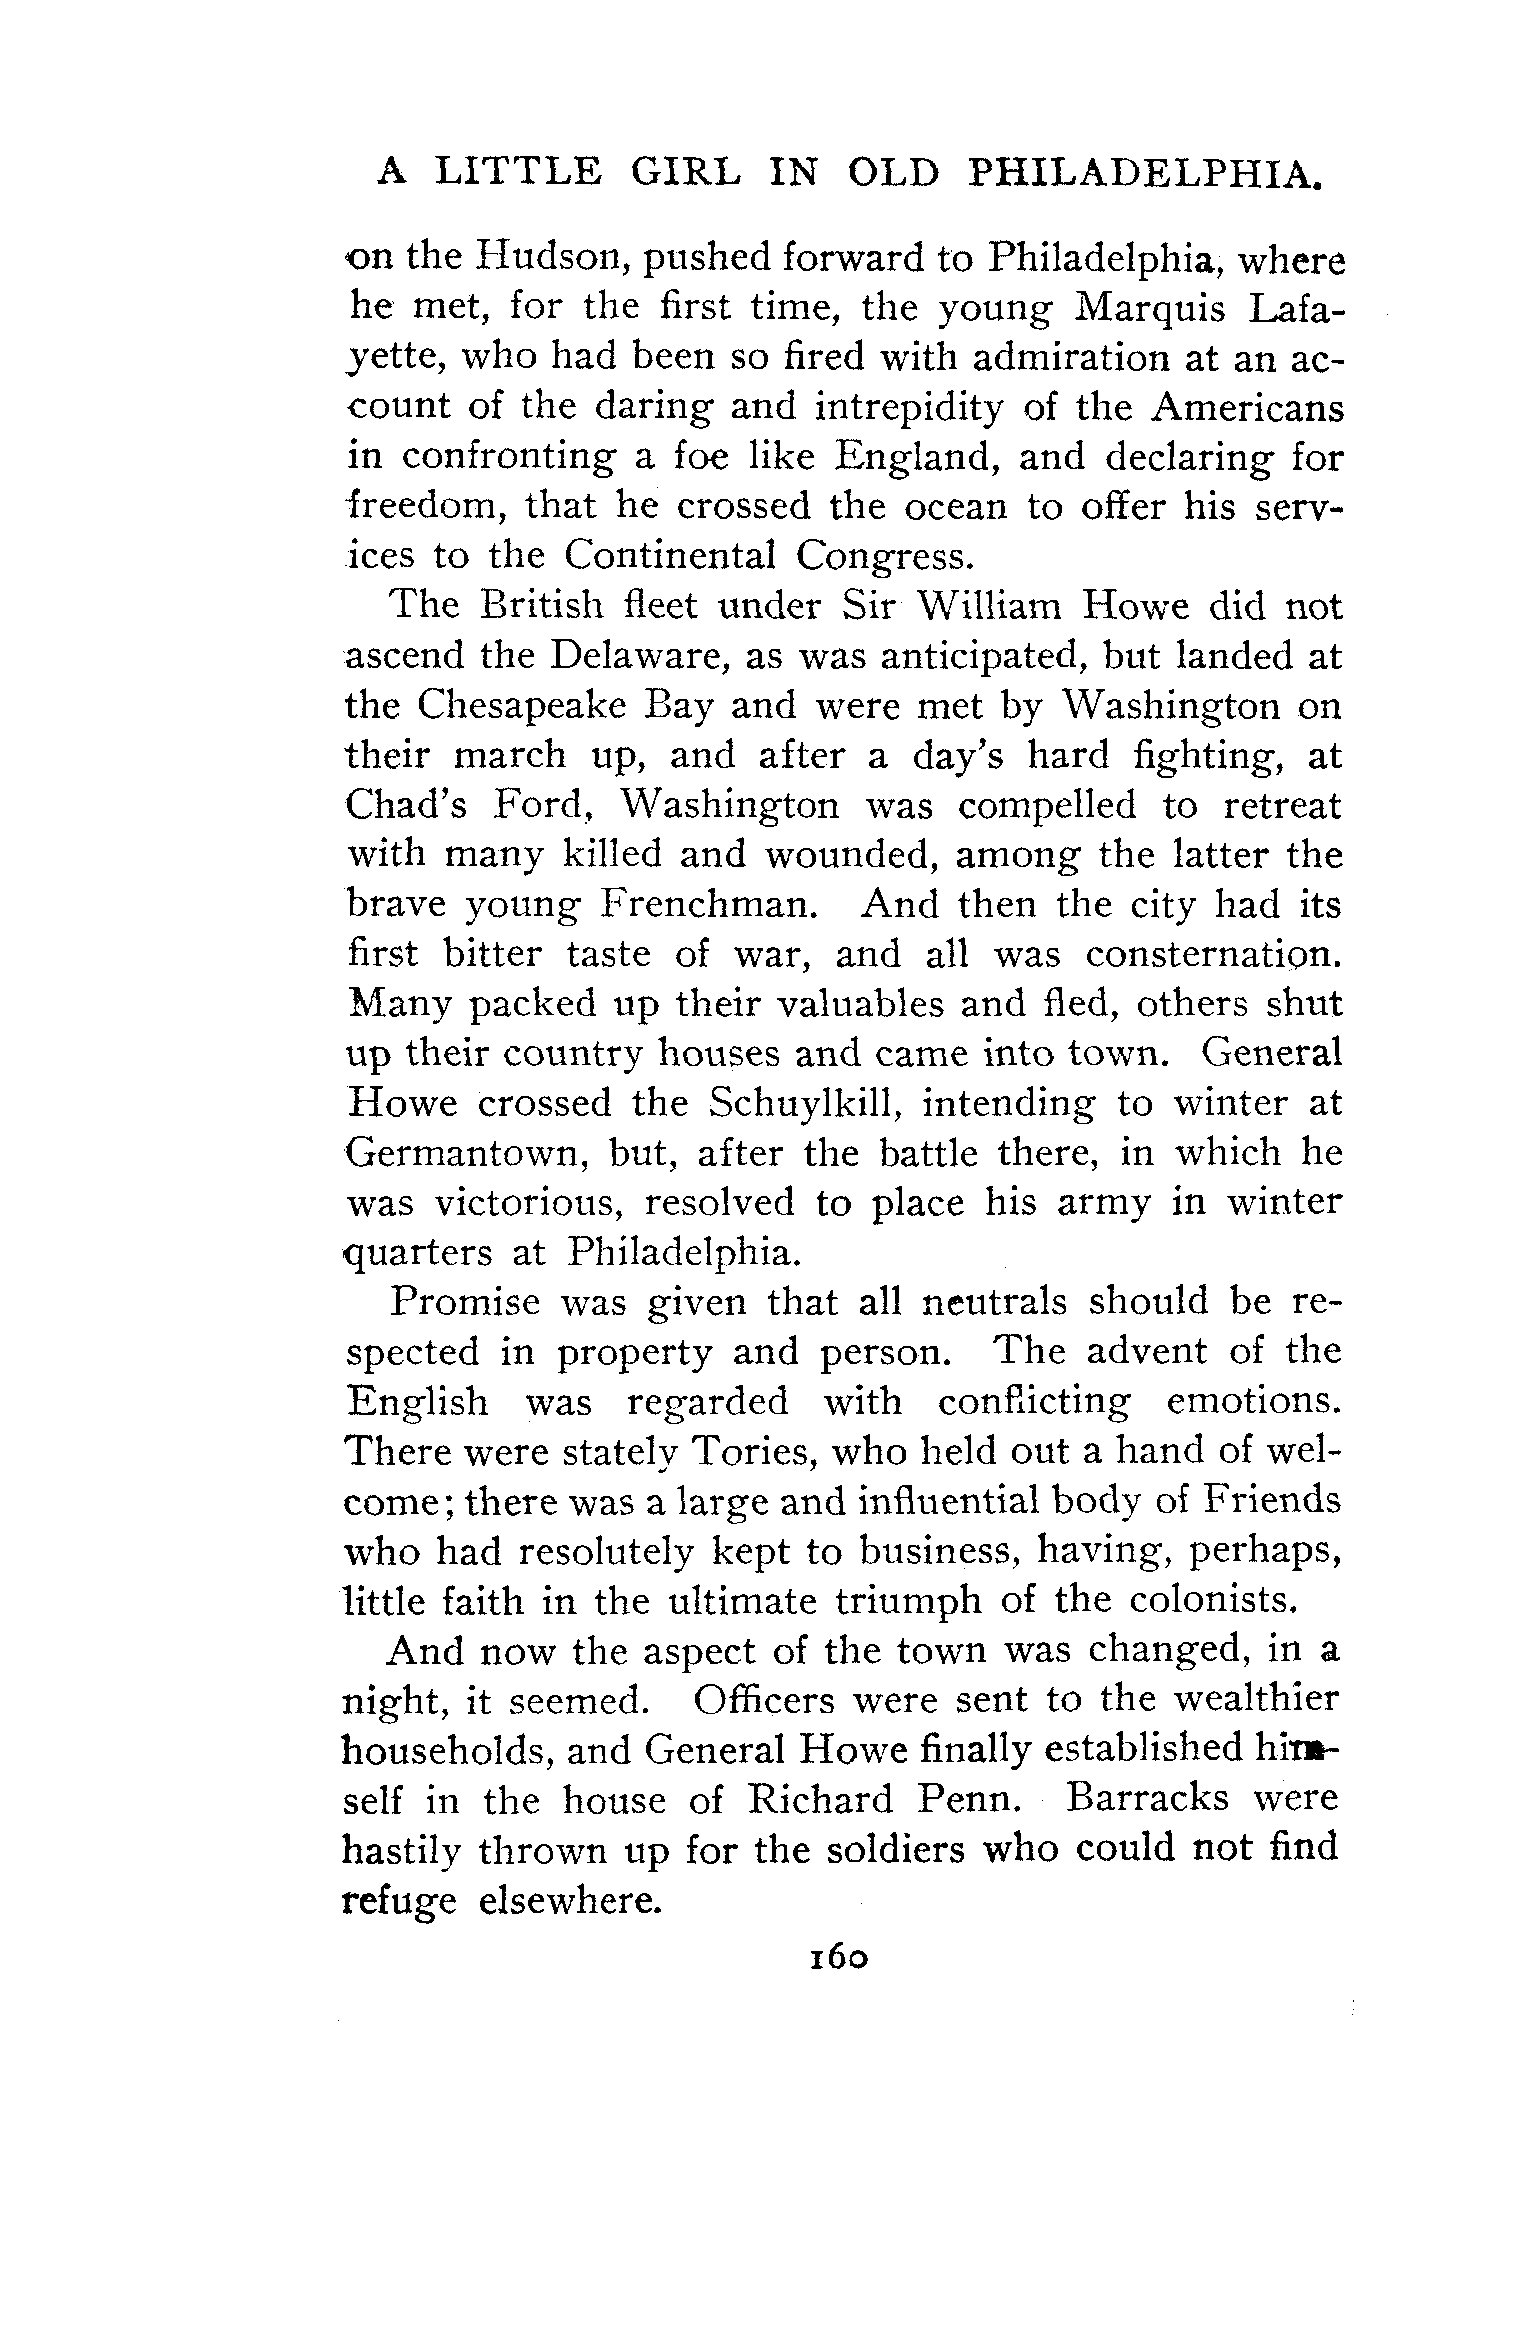 A LITTLE GIRL IN OLD PHILADELPHIA.
on the Hudson, pushed forward to Philadelphia, where
he met, for the first time, the young Marquis Lafa-
yette, who had been so fired with admiration at an ac-
count of the daring and intrepidity of the Americans
in confronting a foe like England, and declaring for
freedom, that he crossed the ocean to offer his serv-
ices to the Continental Congress.
The British fleet under Sir William Howe did not
ascend the Delaware, as was anticipated, but landed at
the Chesapeake Bay and were met by Washington on
their march up, and after a day's hard fighting, at
Chad's Ford, Washington was compelled to retreat
with many killed and wounded, among the latter the
brave young Frenchman. And then the city had its
first bitter taste of war, and all was consternation.
Many packed up their valuables and fled, others shut
up their country houses and came into town. General
Howe crossed the Schuylkill, intending to winter at
Germantown, but, after the battle there, in which he
was victorious, resolved to place his army in winter
quarters at Philadelphia.
Promise was given that all neutrals should be re-
spected in property and person. The advent of the
English was regarded with conflicting emotions.
There were stately Tories, who held out a hand of wel-
come; there was a large and influential body of Friends
who had resolutely kept to business, having, perhaps,
little faith in the ultimate triumph of the colonists.
And now the aspect of the town was changed, in a
night, it seemed. Officers were sent to the wealthier
households, and General Howe finally established him-
self in the house of Richard Penn. Barracks were
hastily thrown up for the soldiers who could not find
refuge elsewhere.
160